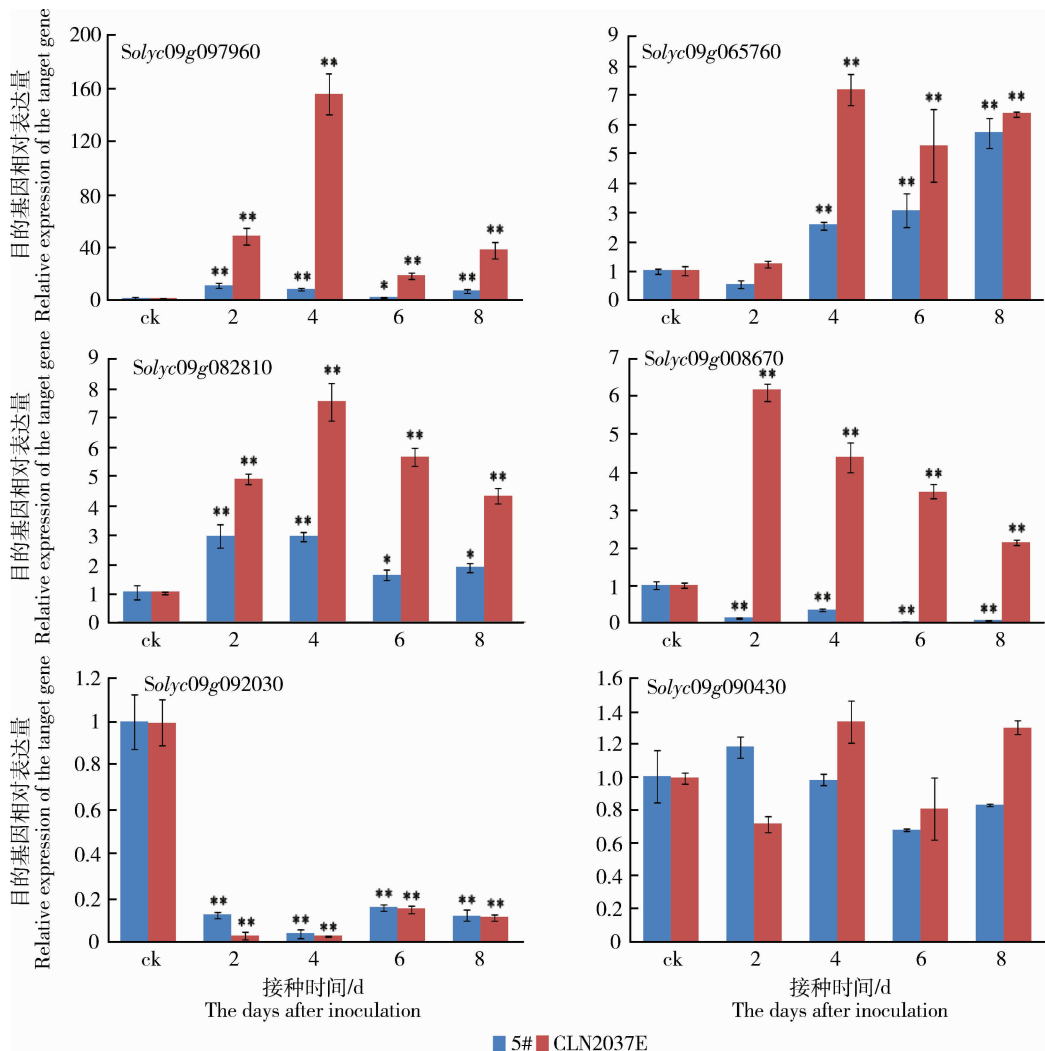 目的基因相对表达量
Relative expression of the target gene
Solyc09g097960
200
160
120
80
40
0
** ** ** ** * ** ** **
ck 2 4 6 8
目的基因相对表达量
Relative expression of the target gene
Solyc09g065760
9
8
7
6
5
4
3
2
1
0
** ** ** ** ** **
ck 2 4 6 8
Solyc09g082810
9
8
7
6
5
4
3
2
1
0
** ** ** ** * ** * **
ck 2 4 6 8
目的基因相对表达量
Relative expression of the target gene
Solyc09g008670
7
6
5
4
3
2
1
0
** ** ** ** ** ** ** **
ck 2 4 6 8
Solyc09g092030
1.2
1
0.8
0.6
0.4
0.2
0
** ** ** ** ** ** ** **
ck 2 4 6 8
接种时间/d
The days after inoculation
Solyc09g090430
1.6
1.4
1.2
1.0
0.8
0.6
0.4
0.2
0
ck 2 4 6 8
接种时间/d
The days after inoculation
5# CLN2037E